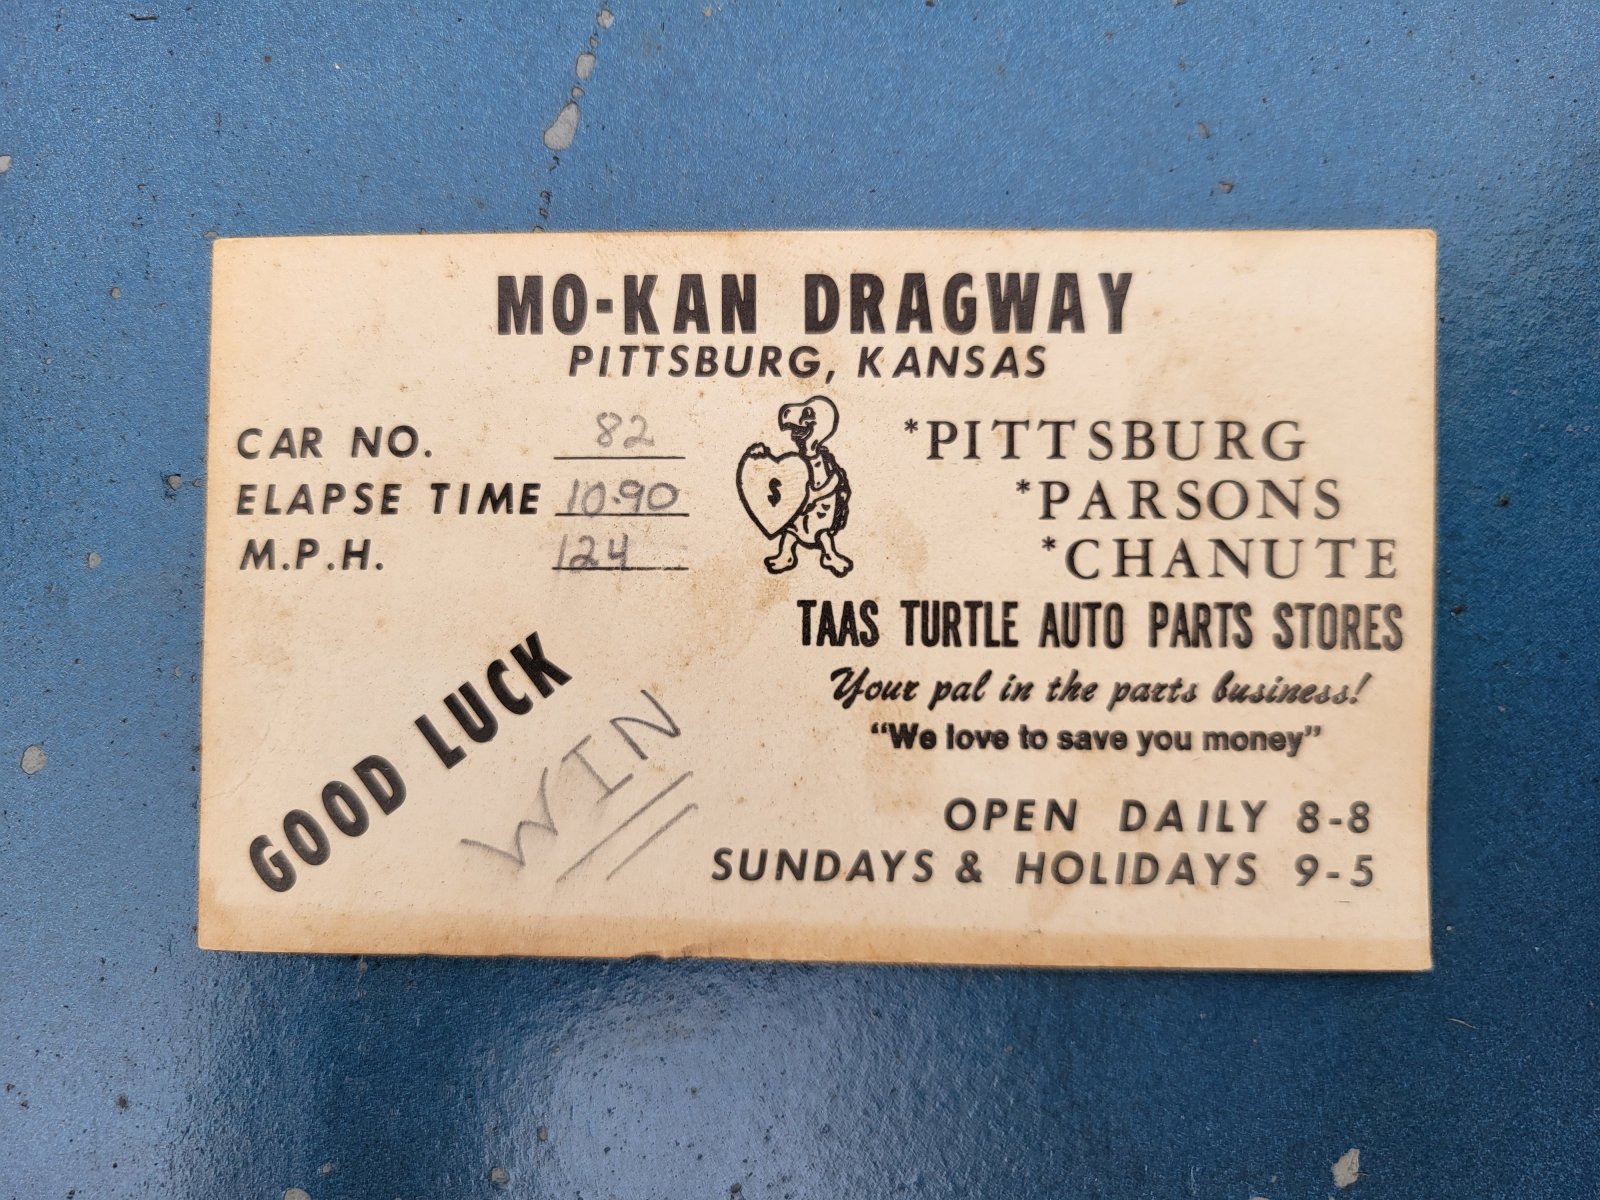 MO-KAN DRAGWAY
PITTSBURG, KANSAS
CAR NO. 82
ELAPSE TIME 10.90
M.P.H. 124
$
*PITTSBURG
*PARSONS
*CHANUTE
TAAS TURTLE AUTO PARTS STORES
Your pal in the parts business!
"We love to save you money"
GOOD LUCK
WIN
OPEN DAILY 8-8
SUNDAYS & HOLIDAYS 9-5